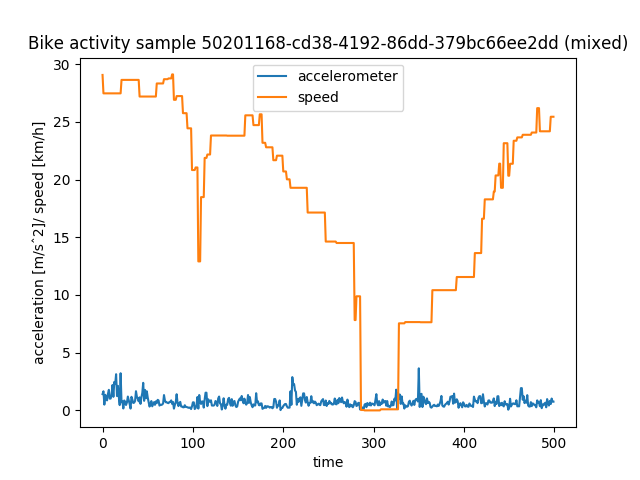 Bike activity sample 50201168-cd38-4192-86dd-379bc66ee2dd (mixed)
accelerometer
speed
acceleration [m/s^2]/ speed [km/h]
30
25
20
15
10
5
0
0 100 200 300 400 500
time